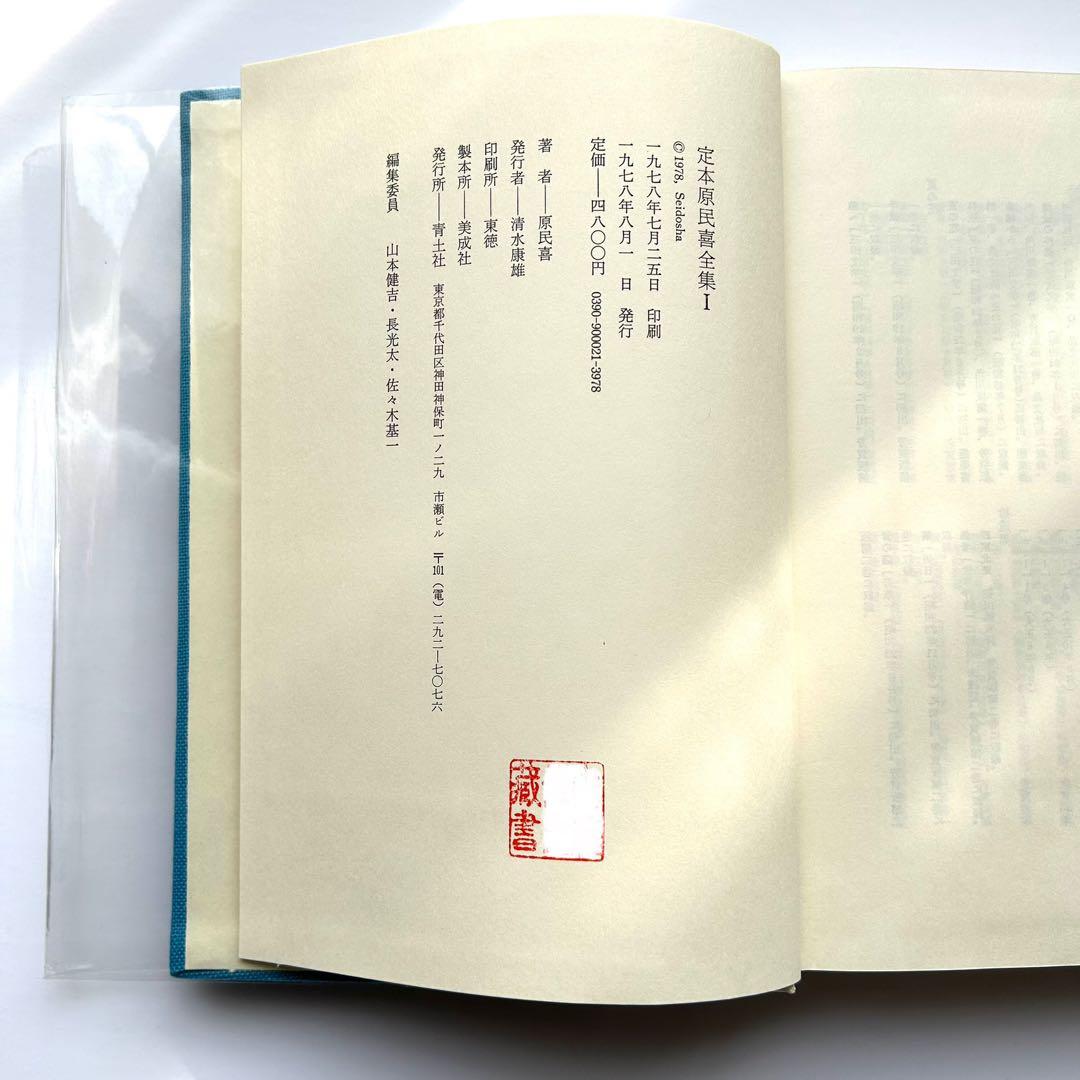 定本原民喜全集Ⅰ
© 1978, Seidosha
一九七八年七月二五日 印刷
一九七八年八月一 日 発行
定価——四八〇〇円 0390-900021-3978
著 者——原民喜
発行者——清水康雄
印刷所——東徳
製本所——美成社
発行所——青土社 東京都千代田区神田神保町一ノ二九 市瀬ビル 〒101（電）二九二—七〇七六
編集委員 山本健吉・長光太・佐々木基一
藏書